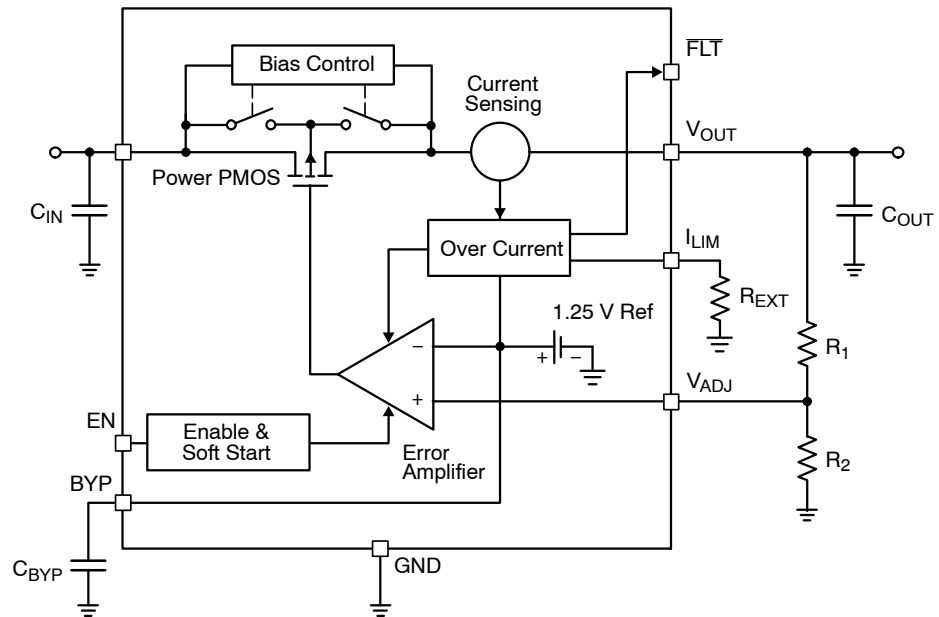 FLT
Bias Control
Current
Sensing
VOUT
Power PMOS
CIN
COUT
Over Current
ILIM
REXT
1.25 V Ref
+ −
−
R1
VADJ
+
EN
Enable &
Soft Start
Error
Amplifier
R2
BYP
CBYP
GND